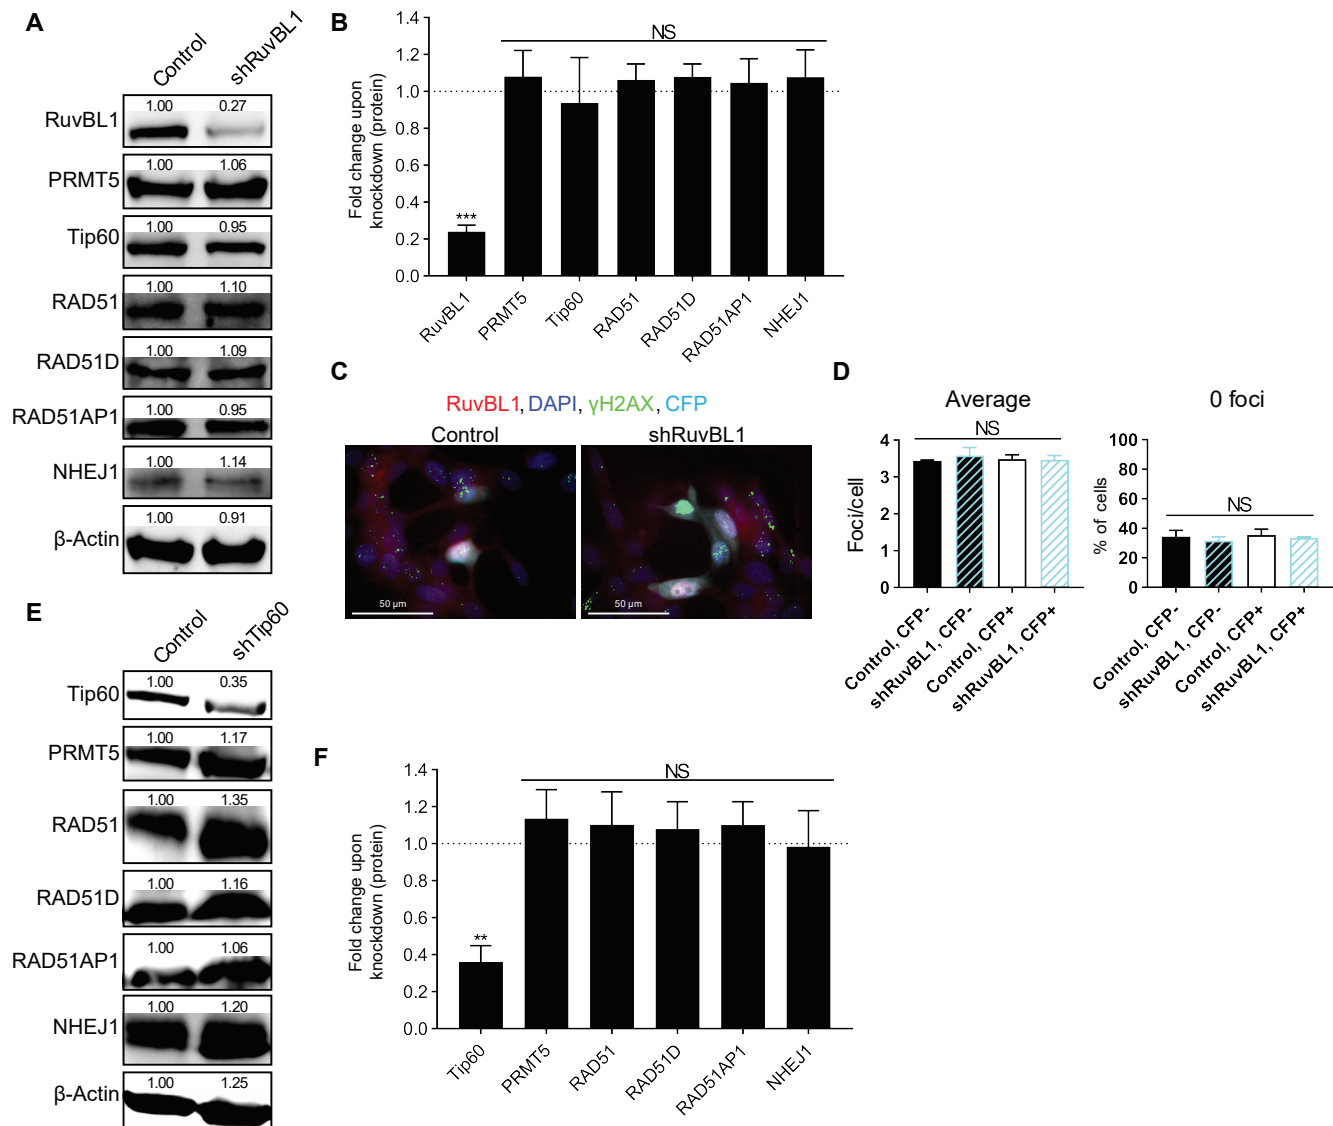 A
Control
shRuvBL1
RuvBL1
1.00 0.27
PRMT5
1.00 1.06
Tip60
1.00 0.95
RAD51
1.00 1.10
RAD51D
1.00 1.09
RAD51AP1
1.00 0.95
NHEJ1
1.00 1.14
β-Actin
1.00 0.91
B
Fold change upon
knockdown (protein)
1.4
1.2
1.0
0.8
0.6
0.4
0.2
0.0
***
NS
RuvBL1
PRMT5
Tip60
RAD51
RAD51D
RAD51AP1
NHEJ1
C
RuvBL1, DAPI, γH2AX, CFP
Control
shRuvBL1
50 µm
50 µm
D
Average
Foci/cell
4
3
2
1
0
NS
Control, CFP-
shRuvBL1, CFP-
Control, CFP+
shRuvBL1, CFP+
0 foci
% of cells
100
80
60
40
20
0
NS
Control, CFP-
shRuvBL1, CFP-
Control, CFP+
shRuvBL1, CFP+
E
Control
shTip60
Tip60
1.00 0.35
PRMT5
1.00 1.17
RAD51
1.00 1.35
RAD51D
1.00 1.16
RAD51AP1
1.00 1.06
NHEJ1
1.00 1.20
β-Actin
1.00 1.25
F
Fold change upon
knockdown (protein)
1.4
1.2
1.0
0.8
0.6
0.4
0.2
0.0
**
NS
Tip60
PRMT5
RAD51
RAD51D
RAD51AP1
NHEJ1